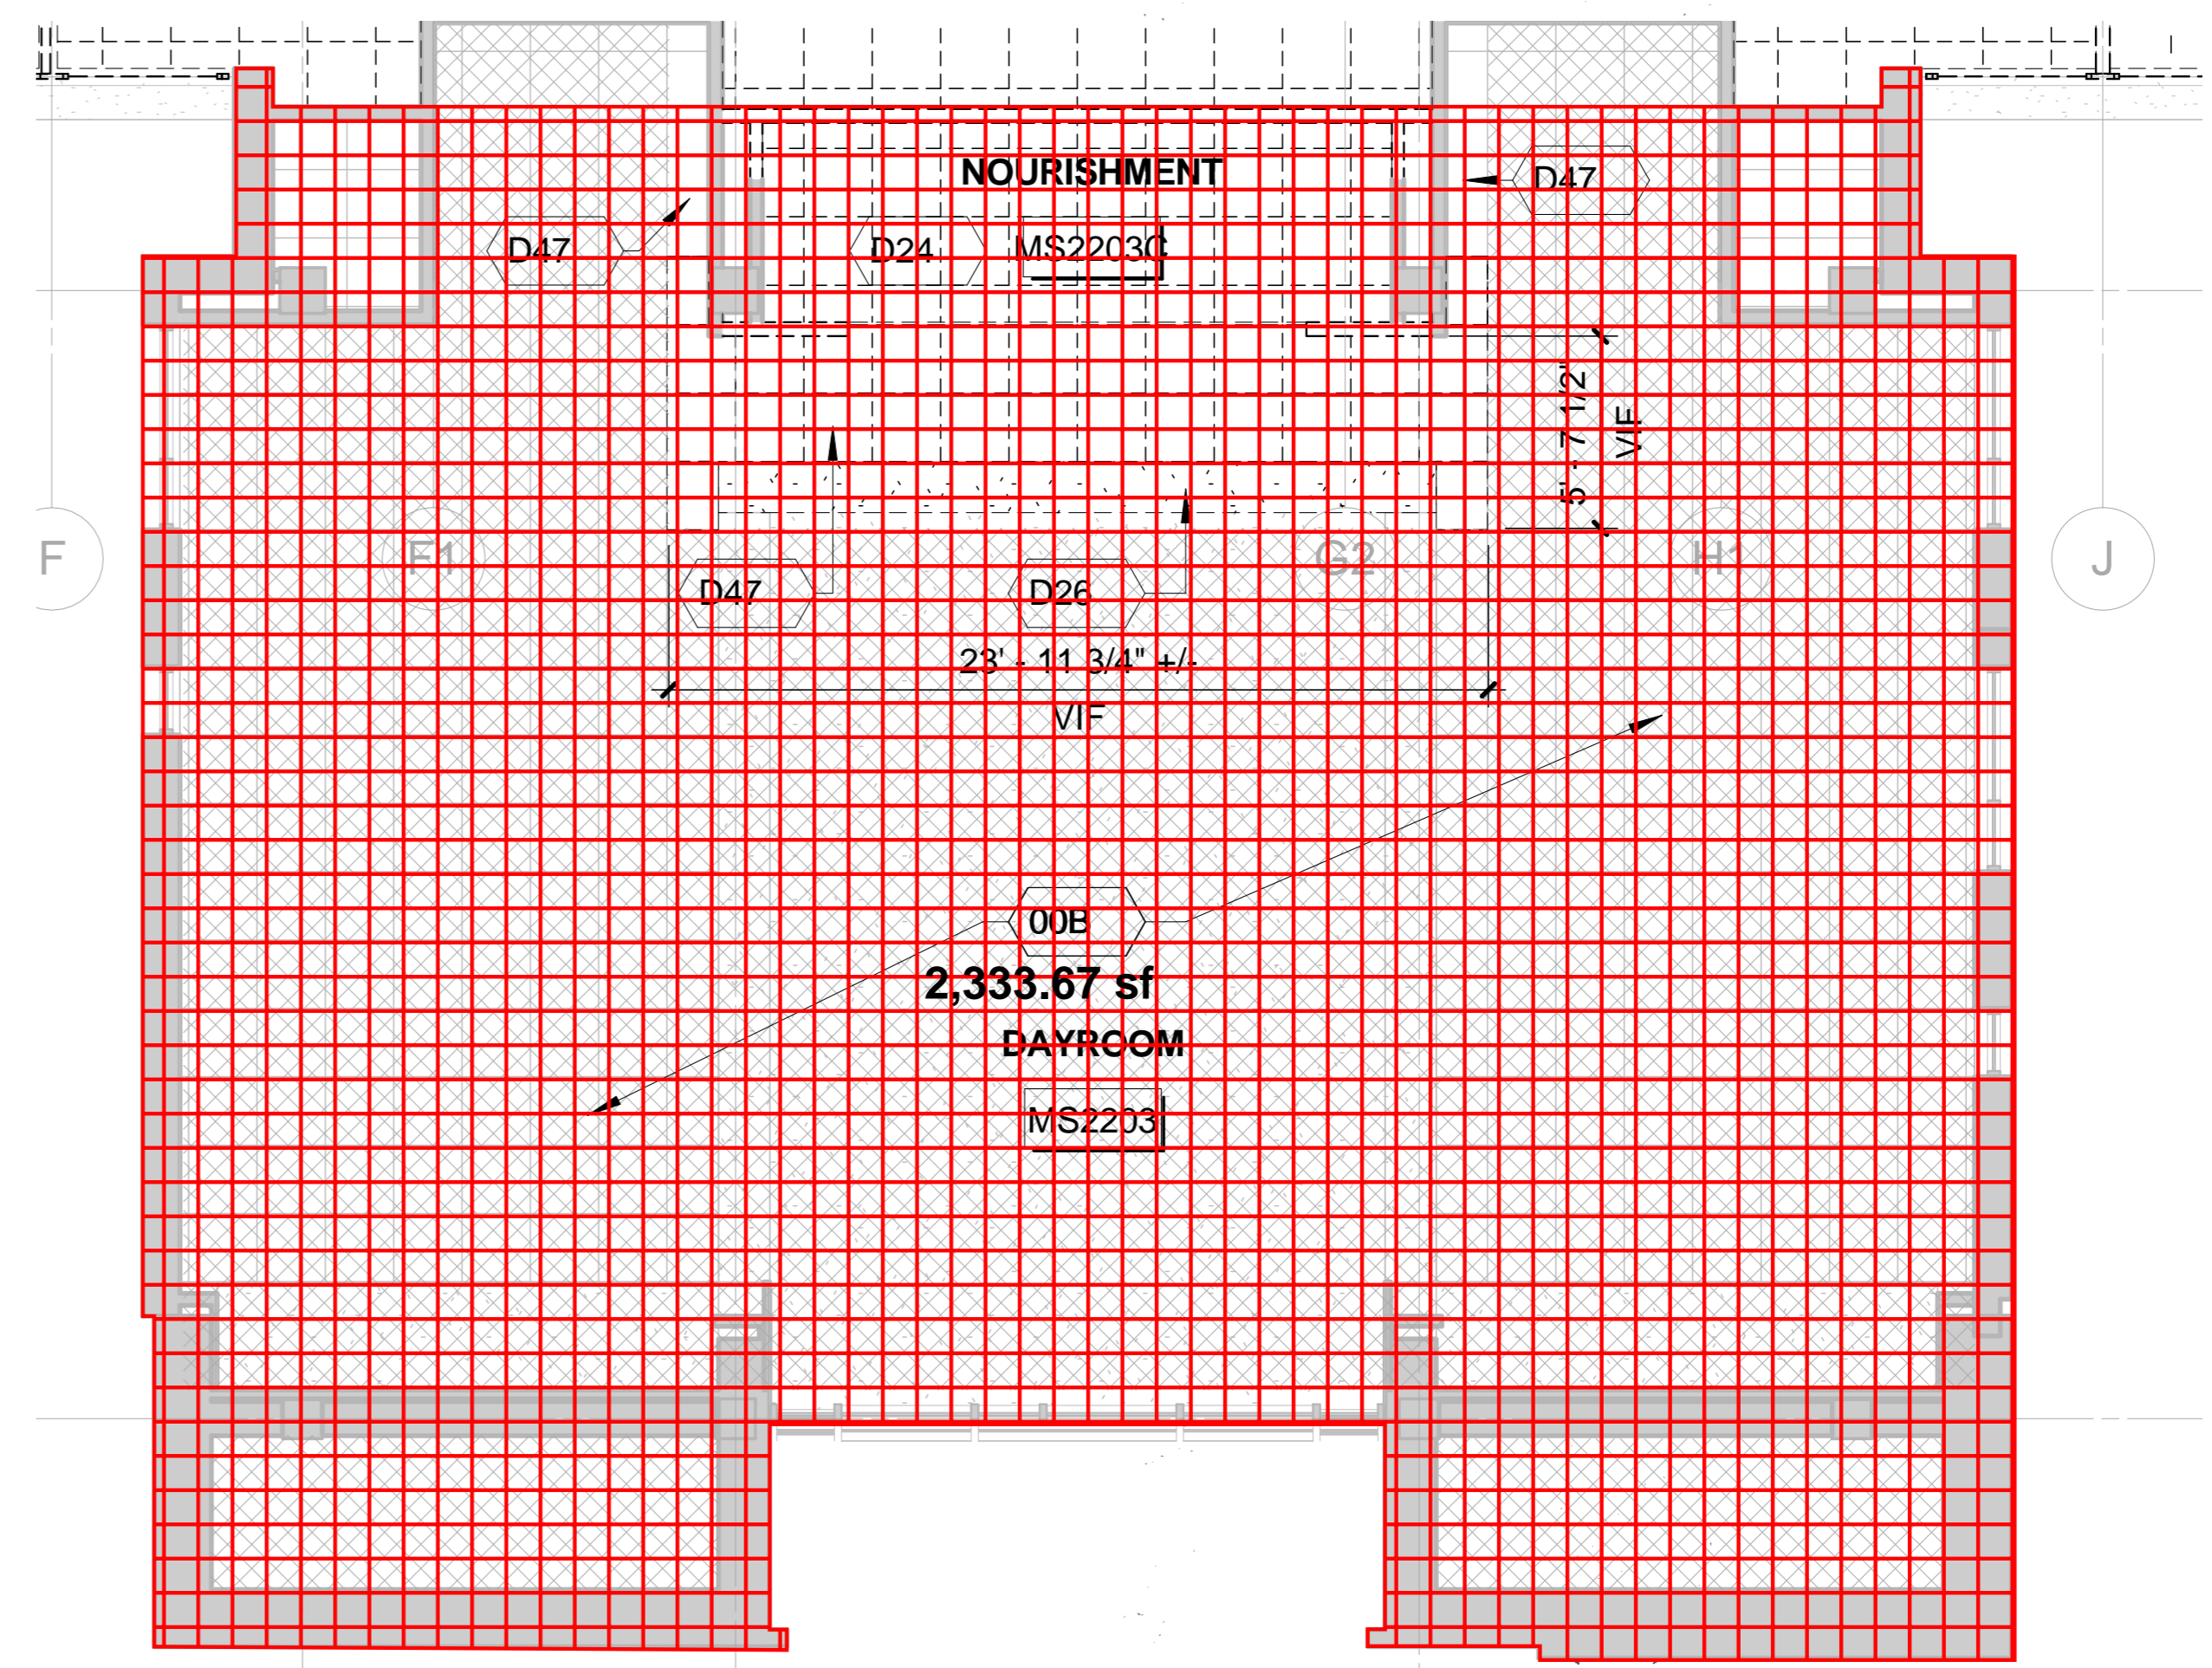 NOURISHMENT
D47
D47
D24
MS2203C
5' - 7 1/2"
VIF
F
F1
G2
H1
J
D47
D26
23' - 11 3/4" +/-
VIF
00B
2,333.67 sf
DAYROOM
MS2203